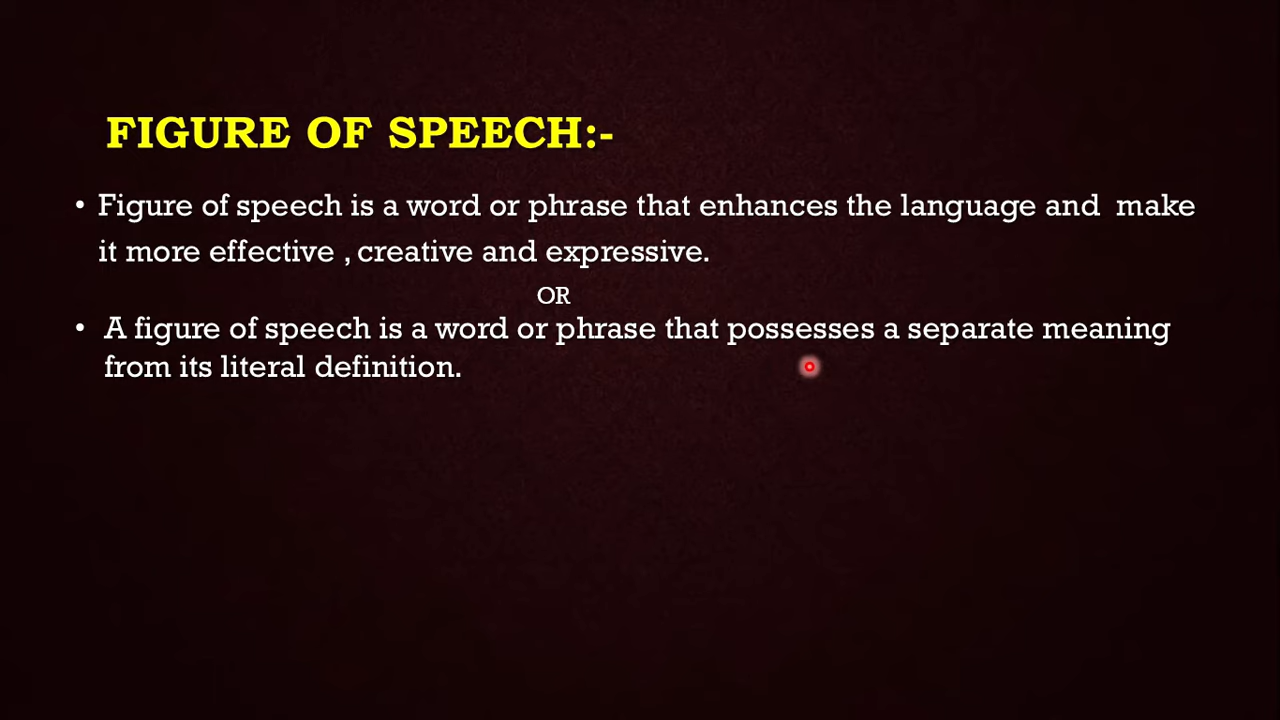 FIGURE OF SPEECH:-
• Figure of speech is a word or phrase that enhances the language and  make
it more effective , creative and expressive.
OR
• A figure of speech is a word or phrase that possesses a separate meaning
from its literal definition.